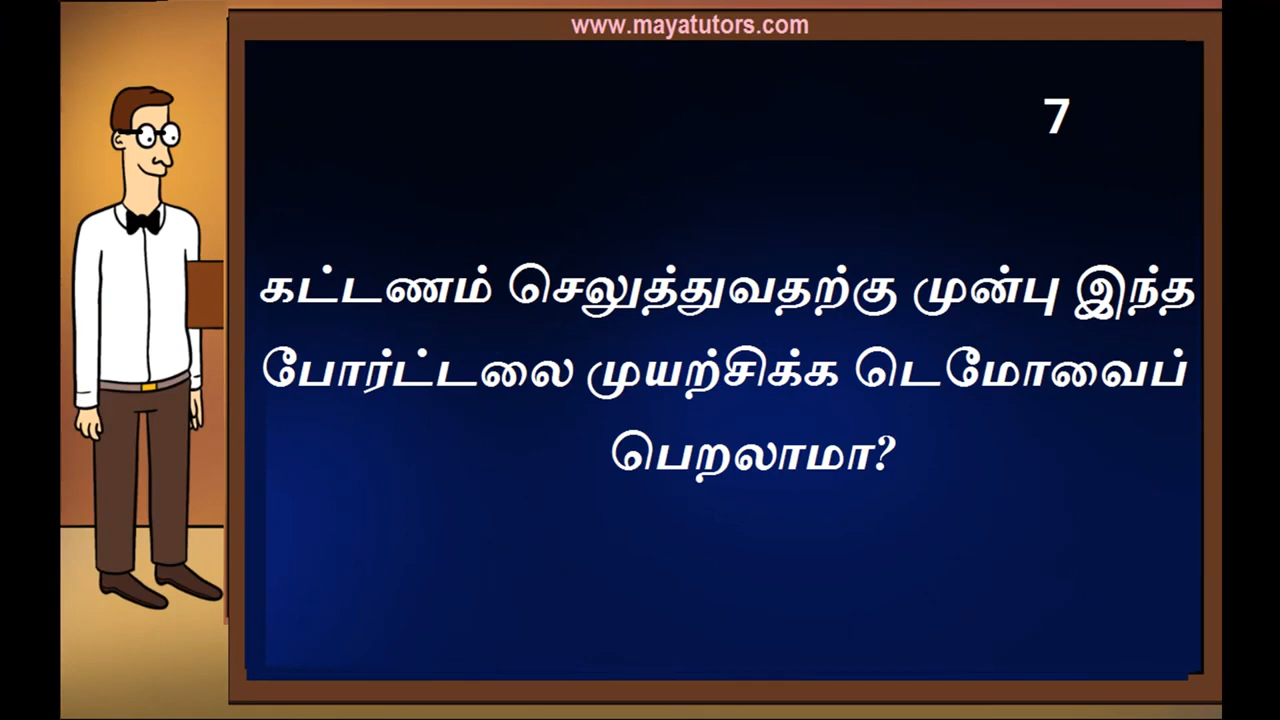 www.mayatutors.com
7
கட்டணம் செலுத்துவதற்கு முன்பு இந்த
போர்ட்டலை முயற்சிக்க டெமோவைப்
பெறலாமா?